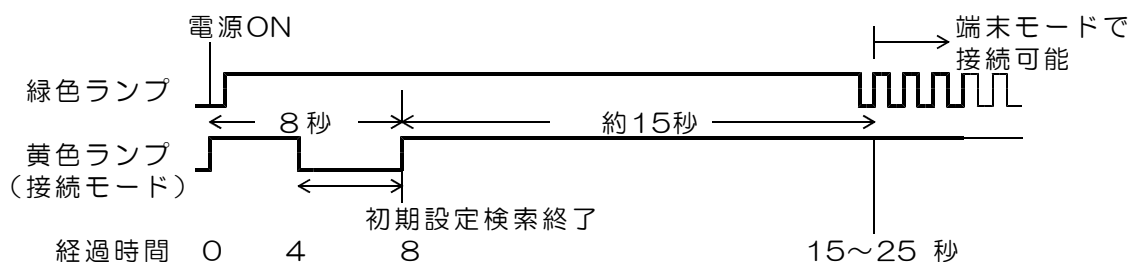 電源ON
端末モードで
接続可能
緑色ランプ
8秒
約15秒
黄色ランプ
(接続モード)
初期設定検索終了
経過時間 0 4 8 15~25 秒